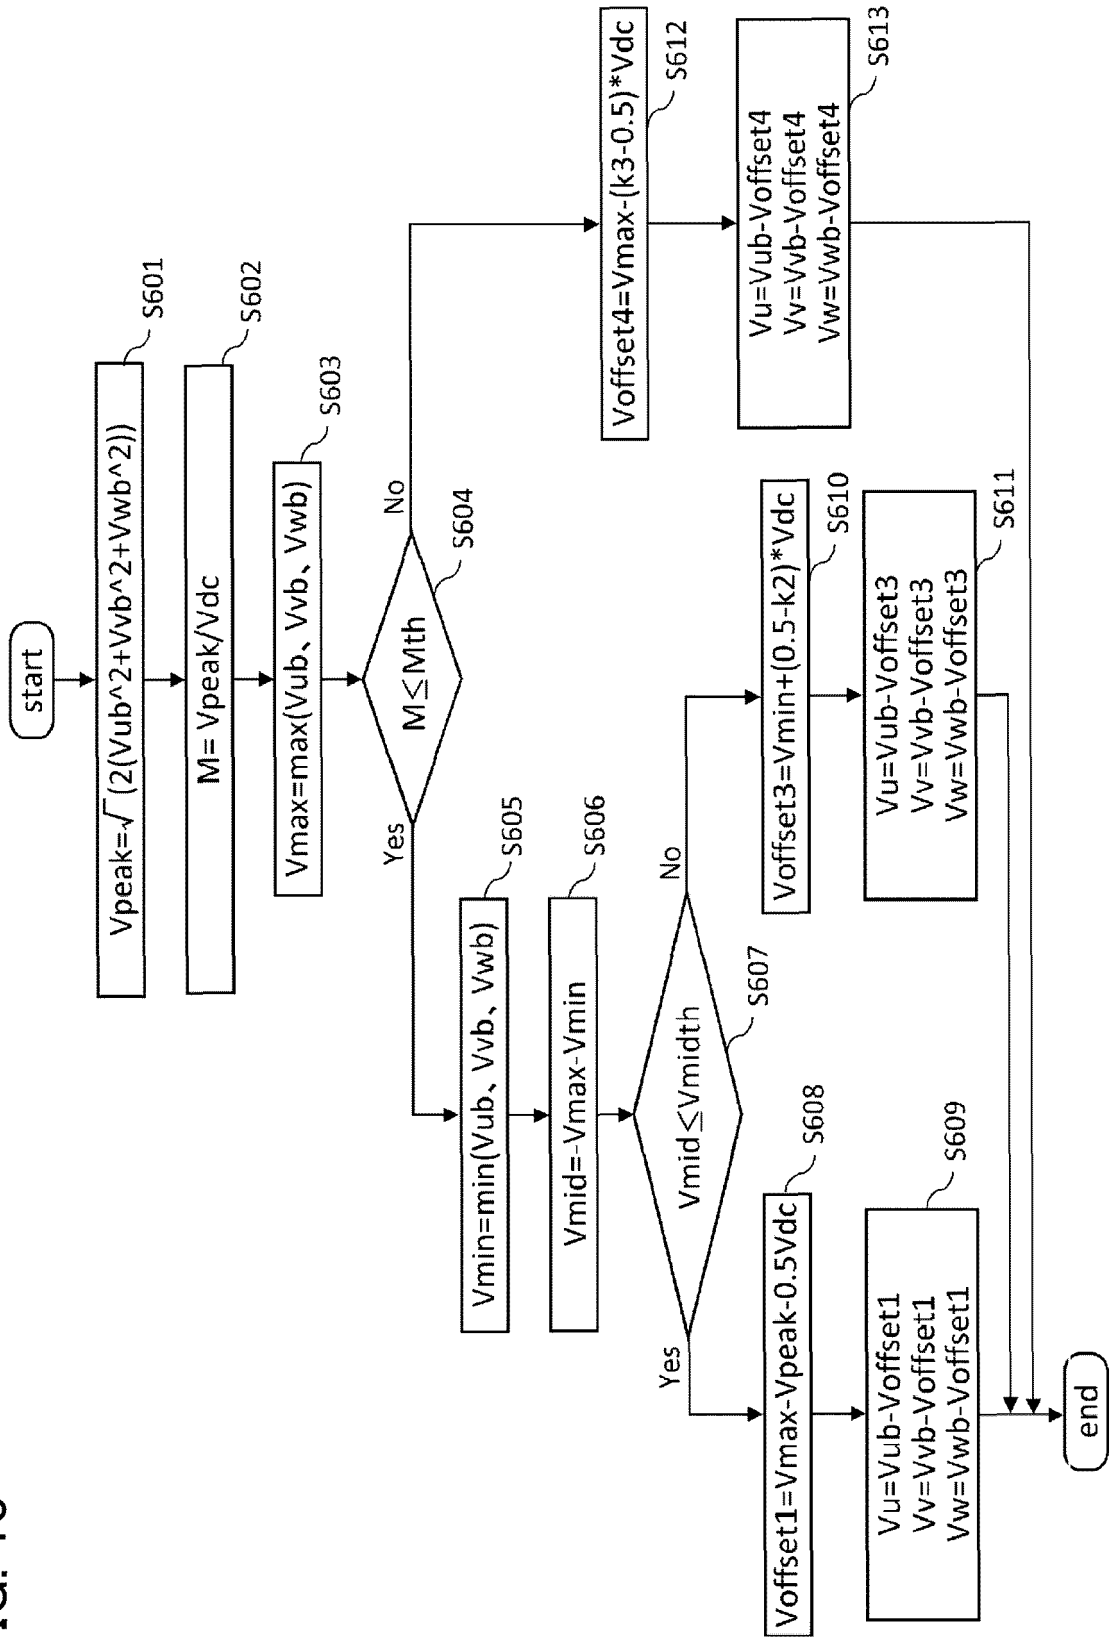 start
Vpeak=√(2(Vub^2+Vvb^2+Vwb^2))
S601
M= Vpeak/Vdc
S602
Vmax=max(Vub、Vvb、Vwb)
S603
M≦Mth
S604
Yes
No
Vmin=min(Vub、Vvb、Vwb)
S605
Vmid=-Vmax-Vmin
S606
Vmid≦Vmidth
S607
Yes
No
Voffset1=Vmax-Vpeak-0.5Vdc
S608
Vu=Vub-Voffset1
Vv=Vvb-Voffset1
Vw=Vwb-Voffset1
S609
Voffset3=Vmin+(0.5-k2)*Vdc
S610
Vu=Vub-Voffset3
Vv=Vvb-Voffset3
Vw=Vwb-Voffset3
S611
Voffset4=Vmax-(k3-0.5)*Vdc
S612
Vu=Vub-Voffset4
Vv=Vvb-Voffset4
Vw=Vwb-Voffset4
S613
end